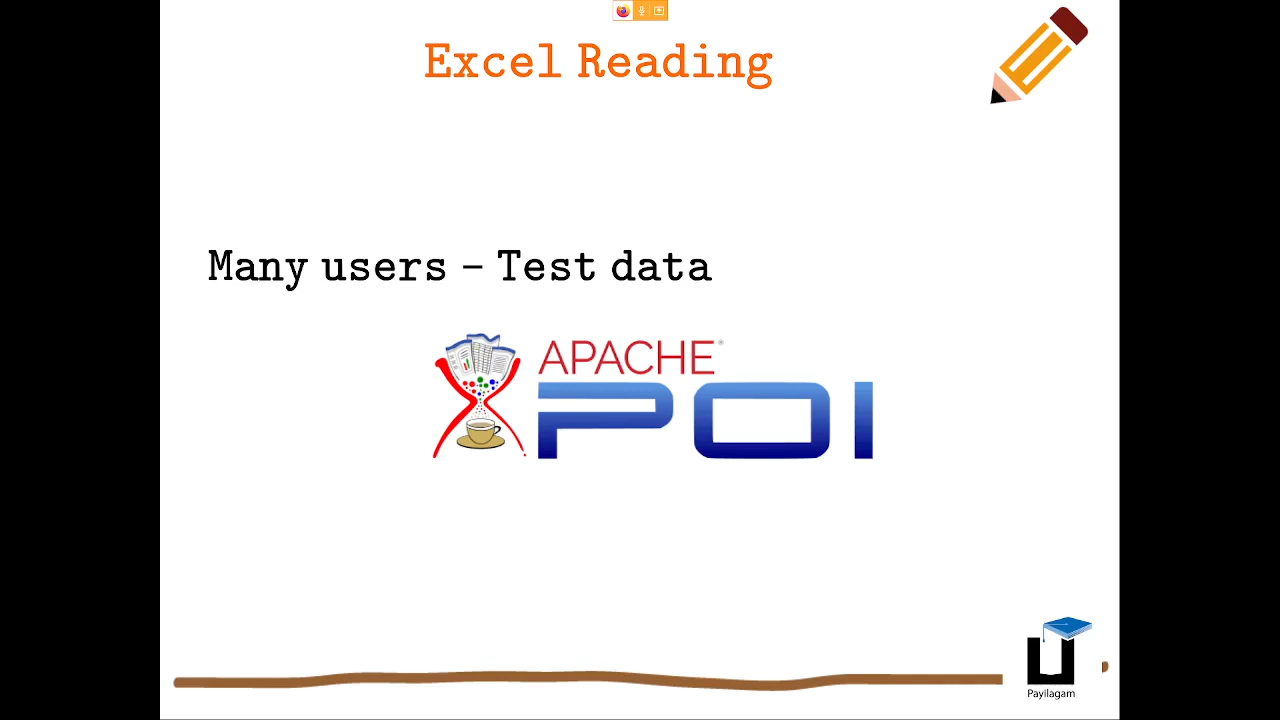 Excel Reading
Many users - Test data
APACHE
POI
Payilagam